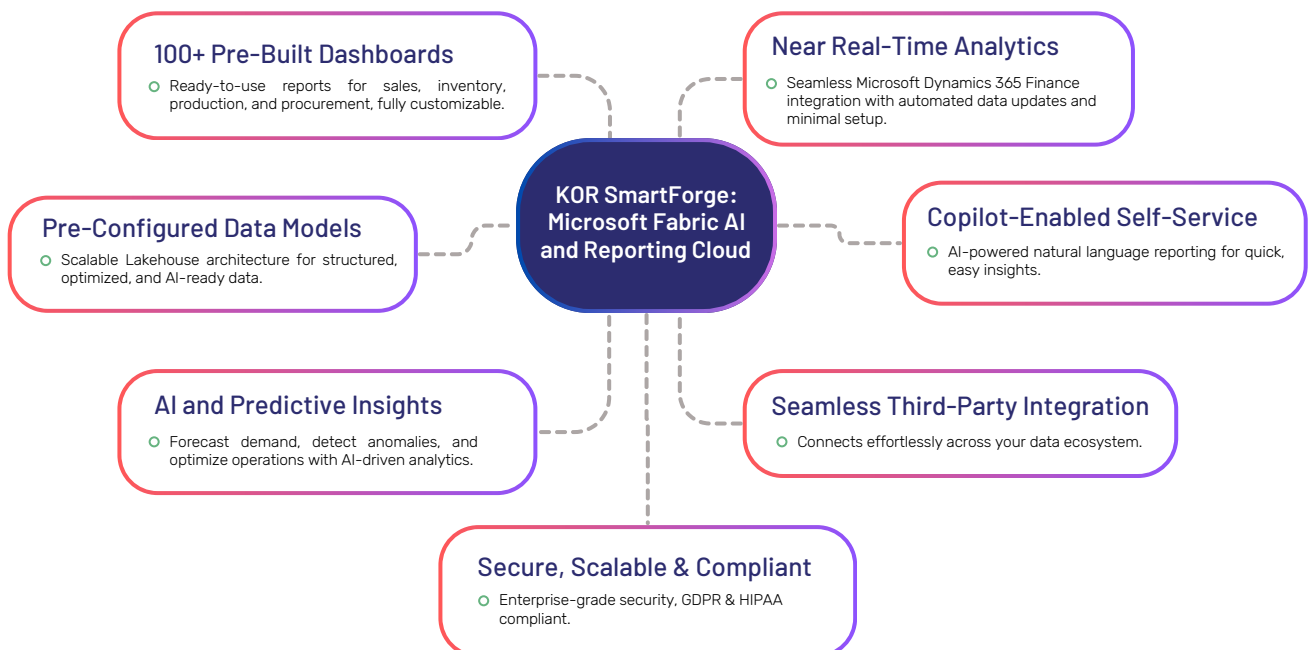 100+ Pre-Built Dashboards
Ready-to-use reports for sales, inventory,
production, and procurement, fully customizable.
Near Real-Time Analytics
Seamless Microsoft Dynamics 365 Finance
integration with automated data updates and
minimal setup.
KOR SmartForge:
Microsoft Fabric AI
and Reporting Cloud
Pre-Configured Data Models
Scalable Lakehouse architecture for structured,
optimized, and AI-ready data.
Copilot-Enabled Self-Service
AI-powered natural language reporting for quick,
easy insights.
AI and Predictive Insights
Forecast demand, detect anomalies, and
optimize operations with AI-driven analytics.
Seamless Third-Party Integration
Connects effortlessly across your data ecosystem.
Secure, Scalable & Compliant
Enterprise-grade security, GDPR & HIPAA
compliant.